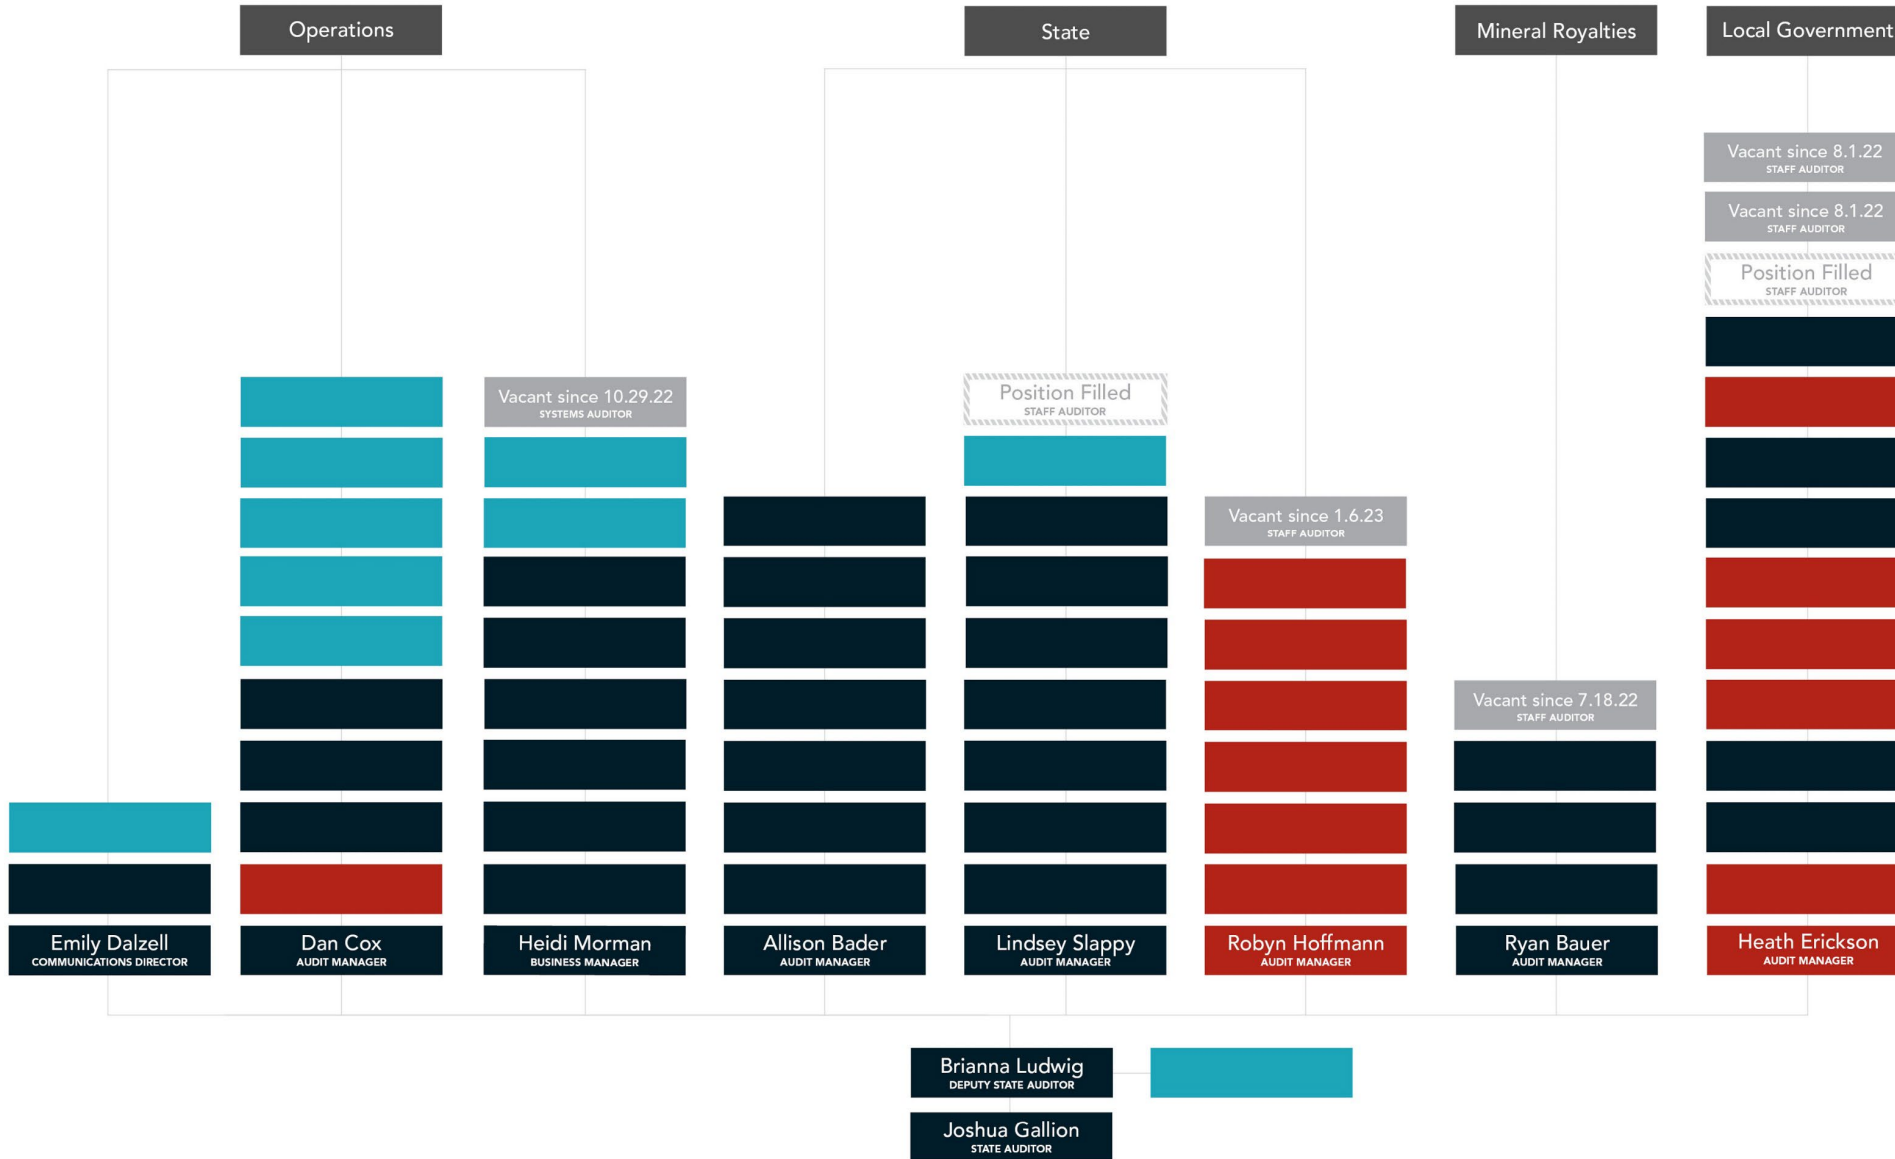 Operations
State
Mineral Royalties
Local Government
Vacant since 8.1.22
STAFF AUDITOR
Vacant since 8.1.22
STAFF AUDITOR
Position Filled
STAFF AUDITOR
Vacant since 10.29.22
SYSTEMS AUDITOR
Position Filled
STAFF AUDITOR
Vacant since 1.6.23
STAFF AUDITOR
Vacant since 7.18.22
STAFF AUDITOR
Emily Dalzell
COMMUNICATIONS DIRECTOR
Dan Cox
AUDIT MANAGER
Heidi Morman
BUSINESS MANAGER
Allison Bader
AUDIT MANAGER
Lindsey Slappy
AUDIT MANAGER
Robyn Hoffmann
AUDIT MANAGER
Ryan Bauer
AUDIT MANAGER
Heath Erickson
AUDIT MANAGER
Brianna Ludwig
DEPUTY STATE AUDITOR
Joshua Gallion
STATE AUDITOR